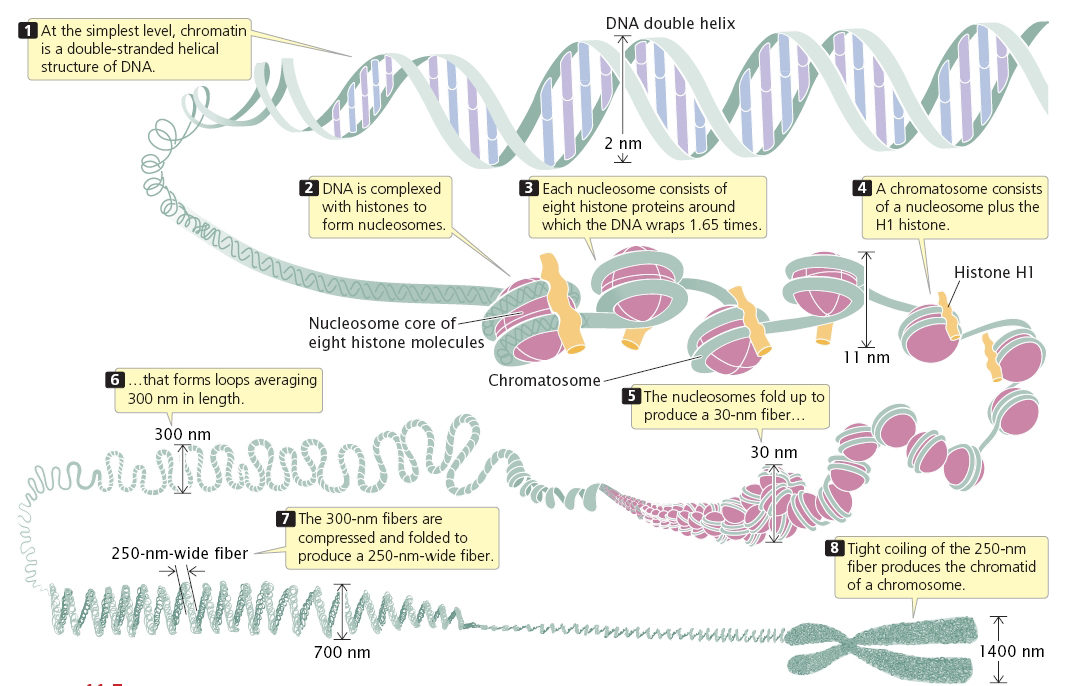 DNA double helix
1 At the simplest level, chromatin
is a double-stranded helical
structure of DNA.
2 nm
2 DNA is complexed
with histones to
form nucleosomes.
3 Each nucleosome consists of
eight histone proteins around
which the DNA wraps 1.65 times.
4 A chromatosome consists
of a nucleosome plus the
H1 histone.
Histone H1
Nucleosome core of
eight histone molecules
11 nm
Chromatosome
6 …that forms loops averaging
300 nm in length.
5 The nucleosomes fold up to
produce a 30-nm fiber…
300 nm
30 nm
7 The 300-nm fibers are
compressed and folded to
produce a 250-nm-wide fiber.
250-nm-wide fiber
8 Tight coiling of the 250-nm
fiber produces the chromatid
of a chromosome.
700 nm
1400 nm